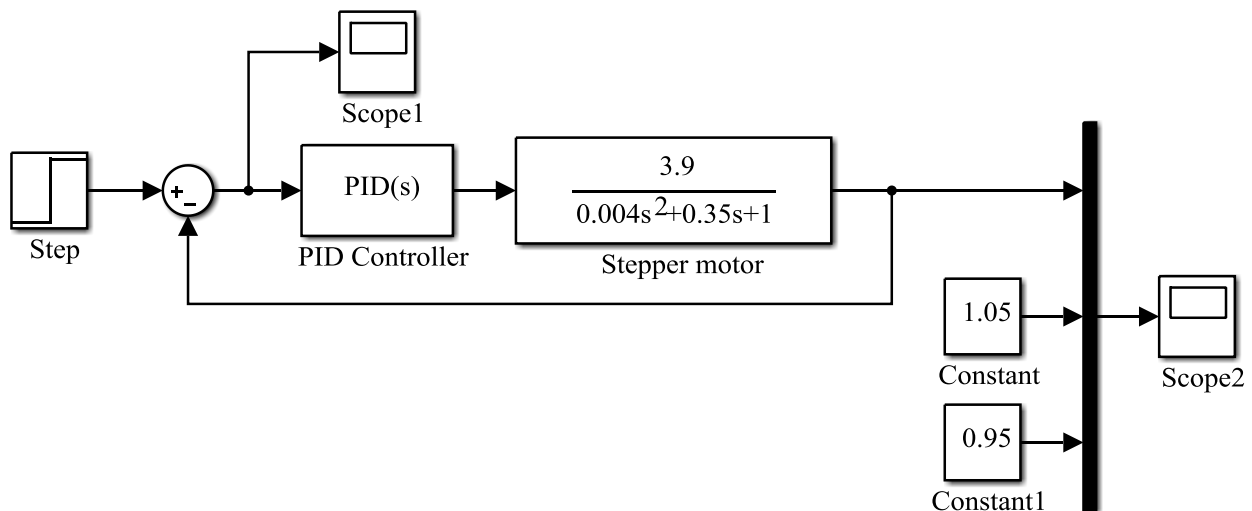 Scope1
+
−
PID(s)
3.9
0.004s²+0.35s+1
Step
PID Controller
Stepper motor
1.05
Constant
Scope2
0.95
Constant1